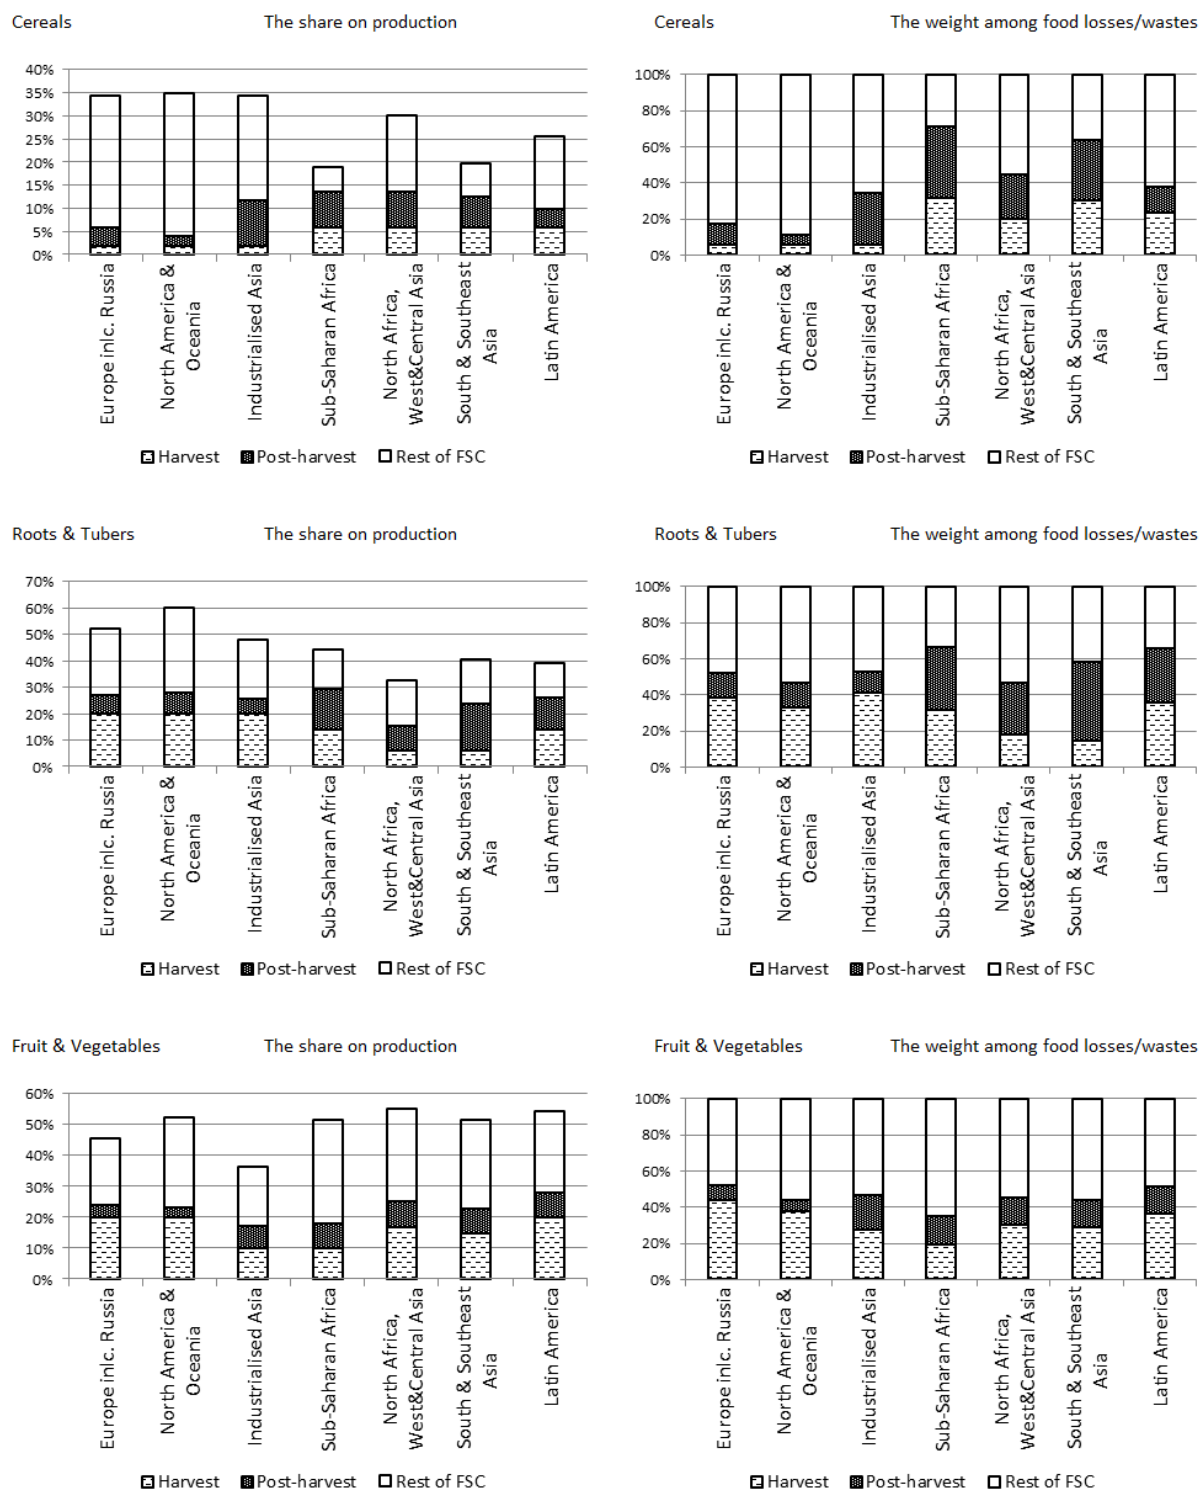 Cereals
The share on production
40%
35%
30%
25%
20%
15%
10%
5%
0%
Europe inlc. Russia
North America &
Oceania
Industrialised Asia
Sub-Saharan Africa
North Africa,
West&Central Asia
South & Southeast
Asia
Latin America
Harvest
Post-harvest
Rest of FSC
Cereals
The weight among food losses/wastes
100%
80%
60%
40%
20%
0%
Europe inlc. Russia
North America &
Oceania
Industrialised Asia
Sub-Saharan Africa
North Africa,
West&Central Asia
South & Southeast
Asia
Latin America
Harvest
Post-harvest
Rest of FSC
Roots & Tubers
The share on production
70%
60%
50%
40%
30%
20%
10%
0%
Europe inlc. Russia
North America &
Oceania
Industrialised Asia
Sub-Saharan Africa
North Africa,
West&Central Asia
South & Southeast
Asia
Latin America
Harvest
Post-harvest
Rest of FSC
Roots & Tubers
The weight among food losses/wastes
100%
80%
60%
40%
20%
0%
Europe inlc. Russia
North America &
Oceania
Industrialised Asia
Sub-Saharan Africa
North Africa,
West&Central Asia
South & Southeast
Asia
Latin America
Harvest
Post-harvest
Rest of FSC
Fruit & Vegetables
The share on production
60%
50%
40%
30%
20%
10%
0%
Europe inlc. Russia
North America &
Oceania
Industrialised Asia
Sub-Saharan Africa
North Africa,
West&Central Asia
South & Southeast
Asia
Latin America
Harvest
Post-harvest
Rest of FSC
Fruit & Vegetables
The weight among food losses/wastes
100%
80%
60%
40%
20%
0%
Europe inlc. Russia
North America &
Oceania
Industrialised Asia
Sub-Saharan Africa
North Africa,
West&Central Asia
South & Southeast
Asia
Latin America
Harvest
Post-harvest
Rest of FSC